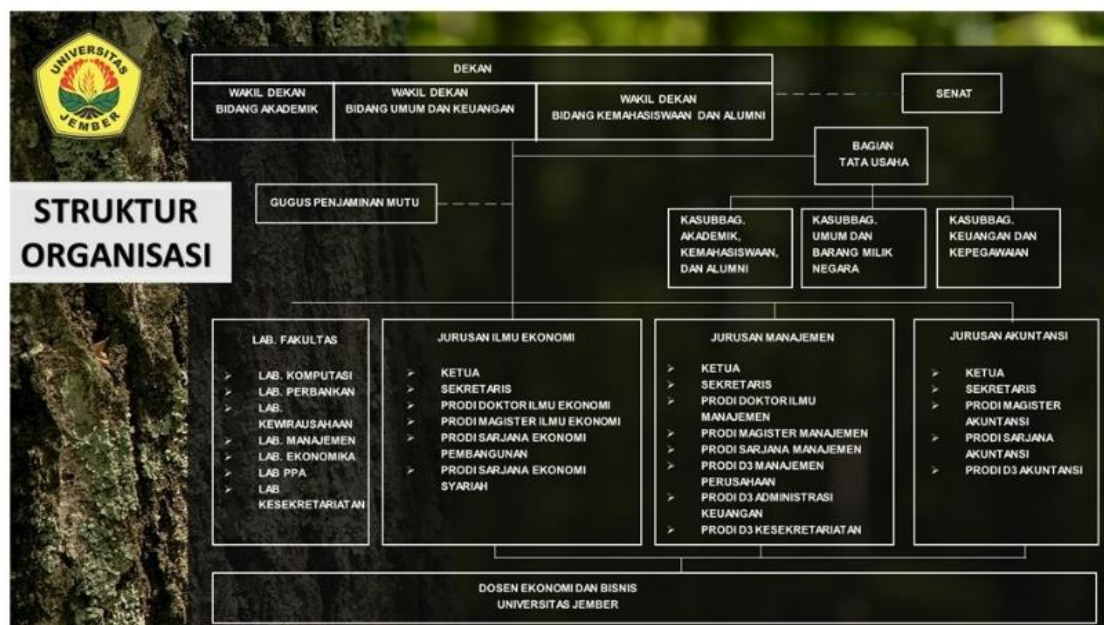 UNIVERSITAS
JEMBER
STRUKTUR
ORGANISASI
DEKAN
WAKIL DEKAN
BIDANG AKADEMIK
WAKIL DEKAN
BIDANG UMUM DAN KEUANGAN
WAKIL DEKAN
BIDANG KEMAHASISWAAN DAN ALUMNI
SENAT
BAGIAN
TATA USAHA
GUGUS PENJAMINAN MUTU
KASUBBAG.
AKADEMIK,
KEMAHASISWAAN,
DAN ALUMNI
KASUBBAG.
UMUM DAN
BARANG MILIK
NEGARA
KASUBBAG.
KEUANGAN DAN
KEPEGAWAIAN
LAB. FAKULTAS
LAB. KOMPUTASI
LAB. PERBANKAN
LAB.
KEWIRAUSAHAAN
LAB. MANAJEMEN
LAB. EKONOMIKA
LAB PPA
LAB
KESEKRETARIATAN
JURUSAN ILMU EKONOMI
KETUA
SEKRETARIS
PRODI DOKTOR ILMU EKONOMI
PRODI MAGISTER ILMU EKONOMI
PRODI SARJANA EKONOMI
PEMBANGUNAN
PRODI SARJANA EKONOMI
SYARIAH
JURUSAN MANAJEMEN
KETUA
SEKRETARIS
PRODI DOKTOR ILMU
MANAJEMEN
PRODI MAGISTER MANAJEMEN
PRODI SARJANA MANAJEMEN
PRODI D3 MANAJEMEN
PERUSAHAAN
PRODI D3 ADMINISTRASI
KEUANGAN
PRODI D3 KESEKRETARIATAN
JURUSAN AKUNTANSI
KETUA
SEKRETARIS
PRODI MAGISTER
AKUNTANSI
PRODI SARJANA
AKUNTANSI
PRODI D3 AKUNTANSI
DOSEN EKONOMI DAN BISNIS
UNIVERSITAS JEMBER